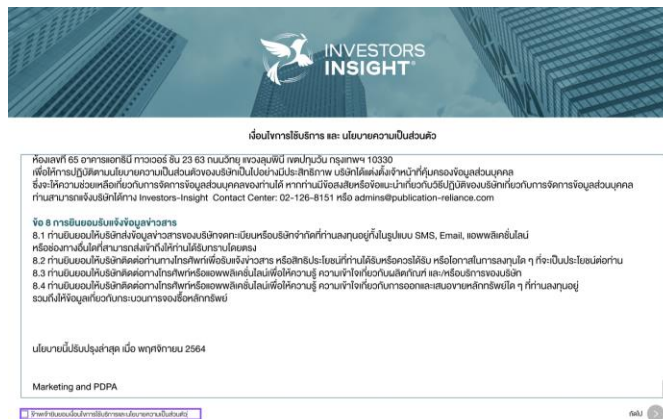 INVESTORS
INSIGHT®
เงื่อนไขการใช้บริการ และ นโยบายความเป็นส่วนตัว
ห้องเลขที่ 65 อาคารแอทธินี ทาวเวอร์ ชั้น 23 63 ถนนวิทยุ แขวงลุมพินี เขตปทุมวัน กรุงเทพฯ 10330
เพื่อให้การปฏิบัติตามนโยบายความเป็นส่วนตัวของบริษัทเป็นไปอย่างมีประสิทธิภาพ บริษัทได้แต่งตั้งเจ้าหน้าที่คุ้มครองข้อมูลส่วนบุคคล
ซึ่งจะให้ความช่วยเหลือเกี่ยวกับการจัดการข้อมูลส่วนบุคคลของท่านได้ หากท่านมีข้อสงสัยหรือข้อแนะนำเกี่ยวกับวิธีปฏิบัติของบริษัทเกี่ยวกับการจัดการข้อมูลส่วนบุคคล
ท่านสามารถแจ้งบริษัทได้ทาง Investors-Insight Contact Center: 02-126-8151 หรือ admins@publication-reliance.com
ข้อ 8 การยินยอมรับแจ้งข้อมูลข่าวสาร
8.1 ท่านยินยอมให้บริษัทส่งข้อมูลข่าวสารของบริษัทจดทะเบียนหรือบริษัทจำกัดที่ท่านลงทุนอยู่ทั้งในรูปแบบ SMS, Email, แอพพลิเคชั่นไลน์
หรือช่องทางอื่นใดที่สามารถส่งเข้าถึงให้ท่านได้รับทราบโดยตรง
8.2 ท่านยินยอมให้บริษัทติดต่อท่านทางโทรศัพท์เพื่อรับแจ้งข่าวสาร หรือสิทธิประโยชน์ที่ท่านได้รับหรือควรได้รับ หรือโอกาสในการลงทุนใด ๆ ที่จะเป็นประโยชน์ต่อท่าน
8.3 ท่านยินยอมให้บริษัทติดต่อทางโทรศัพท์หรือแอพพลิเคชั่นไลน์เพื่อให้ความรู้ ความเข้าใจเกี่ยวกับผลิตภัณฑ์ และ/หรือบริการของบริษัท
8.4 ท่านยินยอมให้บริษัทติดต่อทางโทรศัพท์หรือแอพพลิเคชั่นไลน์เพื่อให้ความรู้ ความเข้าใจเกี่ยวกับการออกและเสนอขายหลักทรัพย์ใด ๆ ที่ท่านลงทุนอยู่
รวมถึงให้ข้อมูลเกี่ยวกับกระบวนการจองซื้อหลักทรัพย์
นโยบายนี้ปรับปรุงล่าสุด เมื่อ พฤศจิกายน 2564
Marketing and PDPA
ข้าพเจ้ายินยอมเงื่อนไขการใช้บริการและนโยบายความเป็นส่วนตัว
ถัดไป